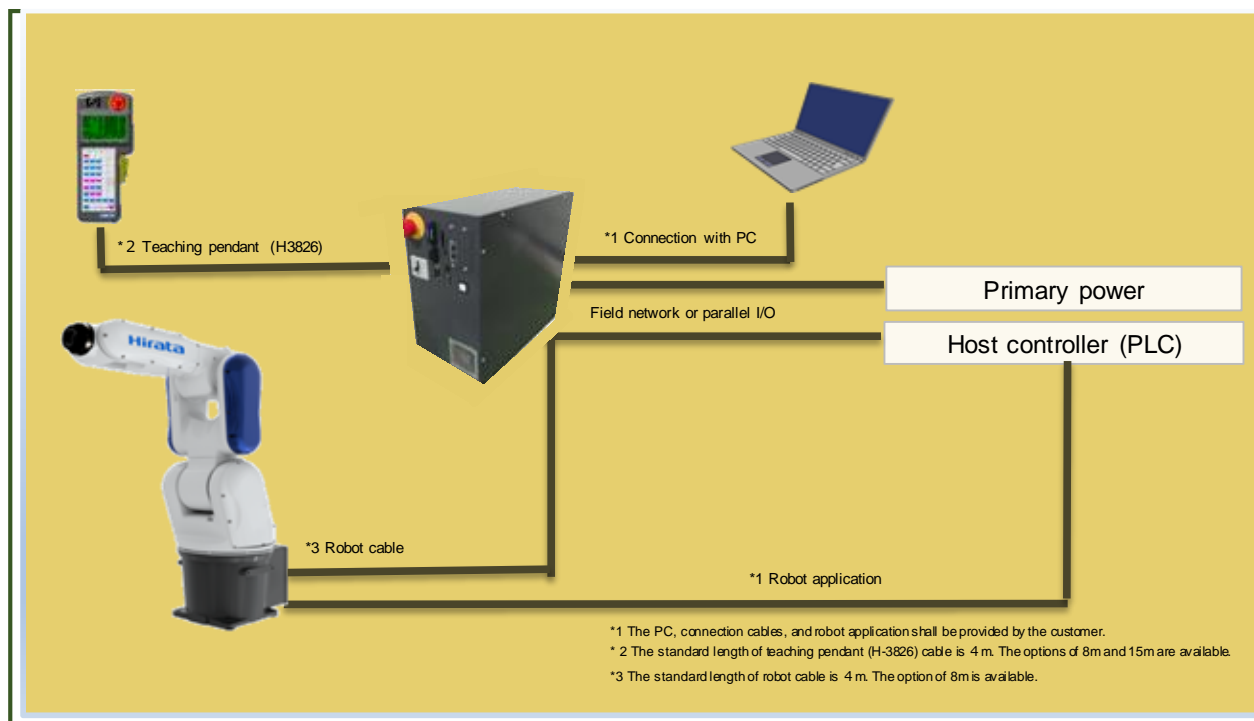 *2 Teaching pendant (H3826)
*1 Connection with PC
Primary power
Field network or parallel I/O
Host controller (PLC)
Hirata
*3 Robot cable
*1 Robot application
*1 The PC, connection cables, and robot application shall be provided by the customer.
* 2 The standard length of teaching pendant (H-3826) cable is 4 m. The options of 8m and 15m are available.
*3 The standard length of robot cable is 4 m. The option of 8m is available.